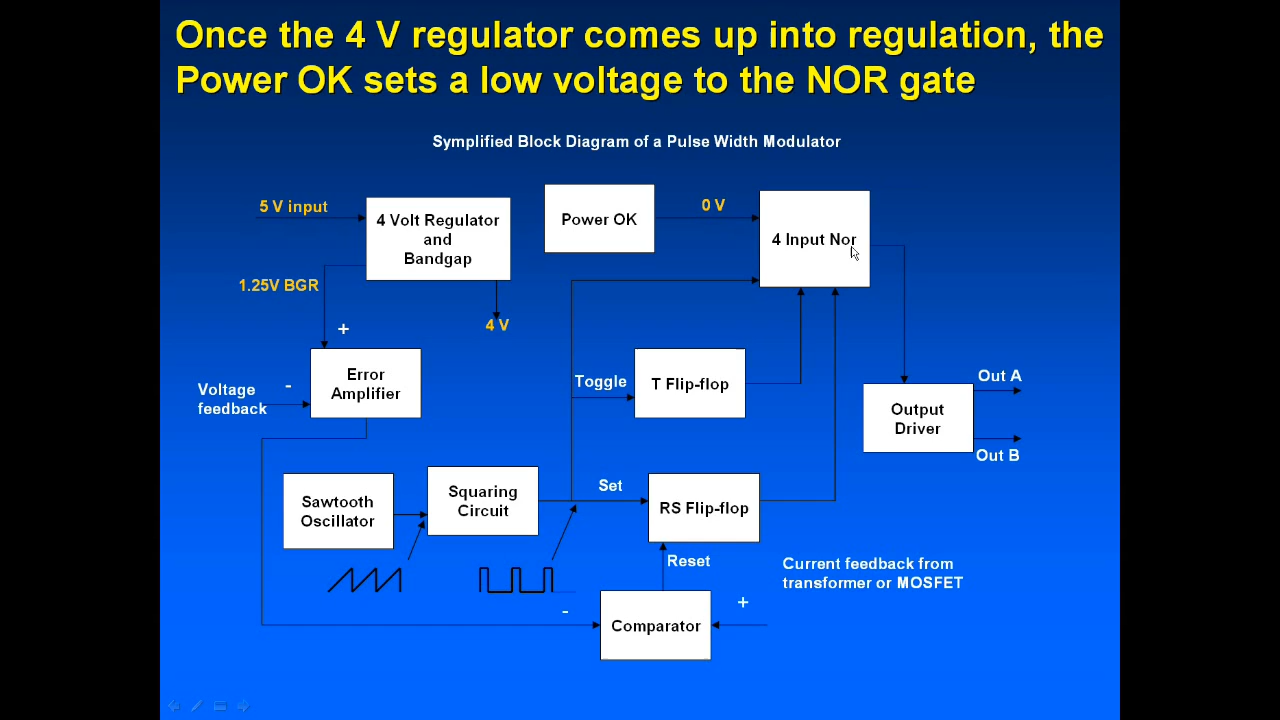 Once the 4 V regulator comes up into regulation, the
Power OK sets a low voltage to the NOR gate
Symplified Block Diagram of a Pulse Width Modulator
5 V input
4 Volt Regulator
and
Bandgap
Power OK
0 V
4 Input Nor
1.25V BGR
4 V
+
Error
Amplifier
-
Voltage
feedback
Toggle
T Flip-flop
Out A
Output
Driver
Out B
Sawtooth
Oscillator
Squaring
Circuit
Set
RS Flip-flop
Reset
Current feedback from
transformer or MOSFET
-
Comparator
+